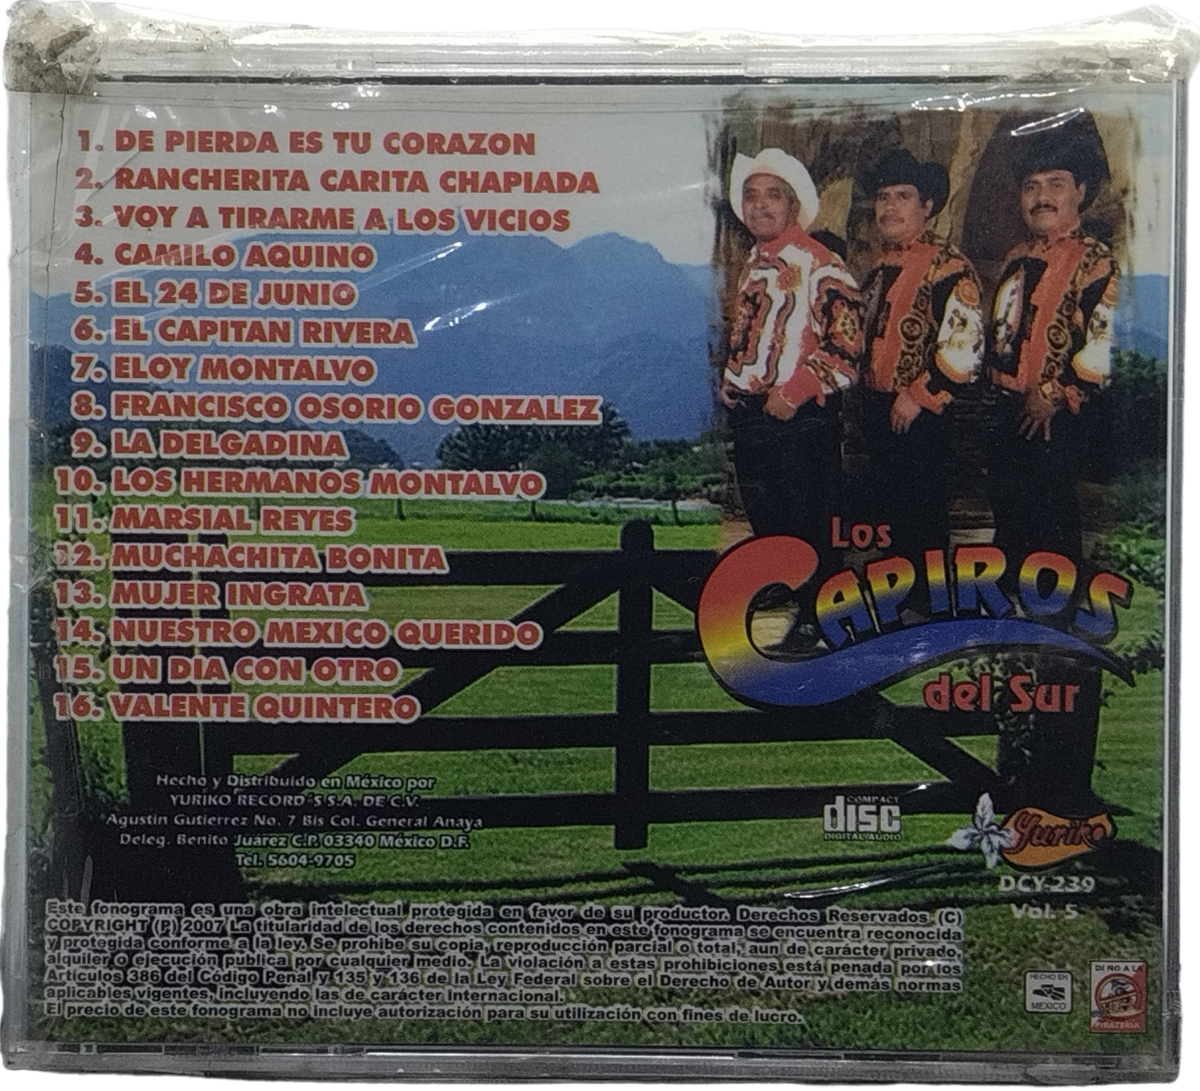 1. DE PIERDA ES TU CORAZON
2. RANCHERITA CARITA CHAPIADA
3. VOY A TIRARME A LOS VICIOS
4. CAMILO AQUINO
5. EL 24 DE JUNIO
6. EL CAPITAN RIVERA
7. ELOY MONTALVO
8. FRANCISCO OSORIO GONZALEZ
9. LA DELGADINA
10. LOS HERMANOS MONTALVO
11. MARSIAL REYES
12. MUCHACHITA BONITA
13. MUJER INGRATA
14. NUESTRO MEXICO QUERIDO
15. UN DIA CON OTRO
16. VALENTE QUINTERO
Los
CAPIROS
del Sur
Hecho y Distribuido en México por
YURIKO RECORD´S S.A. DE C.V.
Agustin Gutierrez No. 7 Bis Col. General Anaya
Deleg. Benito Juárez C.P. 03340 México D.F.
Tel. 5604-9705
COMPACT
disc
DIGITAL AUDIO
Yuriko
DCY-239
Vol. 5
Este fonograma es una obra intelectual protegida en favor de su productor. Derechos Reservados (C)
COPYRIGHT (P) 2007 La titularidad de los derechos contenidos en este fonograma se encuentra reconocida
y protegida conforme a la ley. Se prohibe su copia, reproducción parcial o total, aun de carácter privado,
alquiler o ejecución publica por cualquier medio. La violación a estas prohibiciones está penada por los
Artículos 386 del Código Penal y 135 y 136 de la Ley Federal sobre el Derecho de Autor y demás normas
aplicables vigentes, incluyendo las de carácter internacional.
El precio de este fonograma no incluye autorización para su utilización con fines de lucro.
HECHO EN
MEXICO
DI NO A LA
PIRATERIA